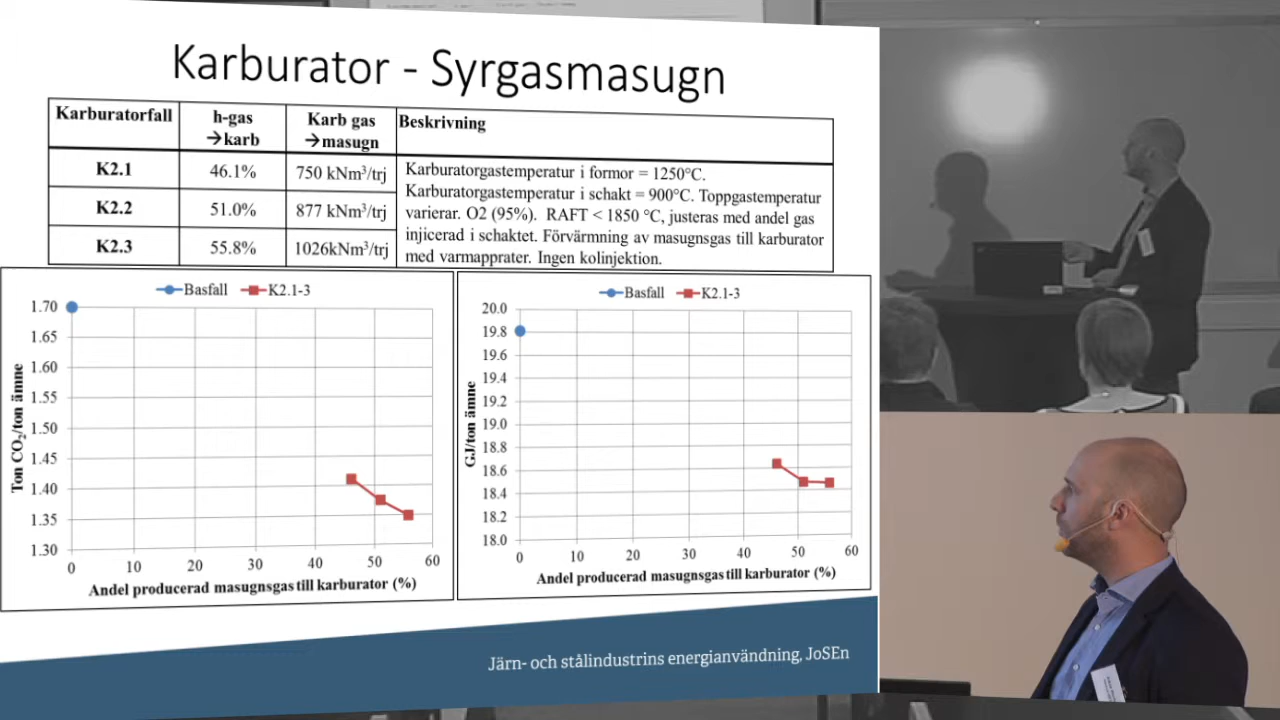 Karburator - Syrgasmasugn
Karburatorfall
h-gas
→karb
Karb gas
→masugn
Beskrivning
K2.1
46.1%
750 kNm³/trj
K2.2
51.0%
877 kNm³/trj
K2.3
55.8%
1026kNm³/trj
Karburatorgastemperatur i formor = 1250°C.
Karburatorgastemperatur i schakt = 900°C. Toppgastemperatur
varierar. O2 (95%). RAFT < 1850 °C, justeras med andel gas
injicerad i schaktet. Förvärmning av masugnsgas till karburator
med varmapprater. Ingen kolinjektion.
Basfall K2.1-3
Ton CO₂/ton ämne
1.70
1.65
1.60
1.55
1.50
1.45
1.40
1.35
1.30
0 10 20 30 40 50 60
Andel producerad masugnsgas till karburator (%)
Basfall K2.1-3
GJ/ton ämne
20.0
19.8
19.6
19.4
19.2
19.0
18.8
18.6
18.4
18.2
18.0
0 10 20 30 40 50 60
Andel producerad masugnsgas till karburator (%)
Järn- och stålindustrins energianvändning, JoSEn